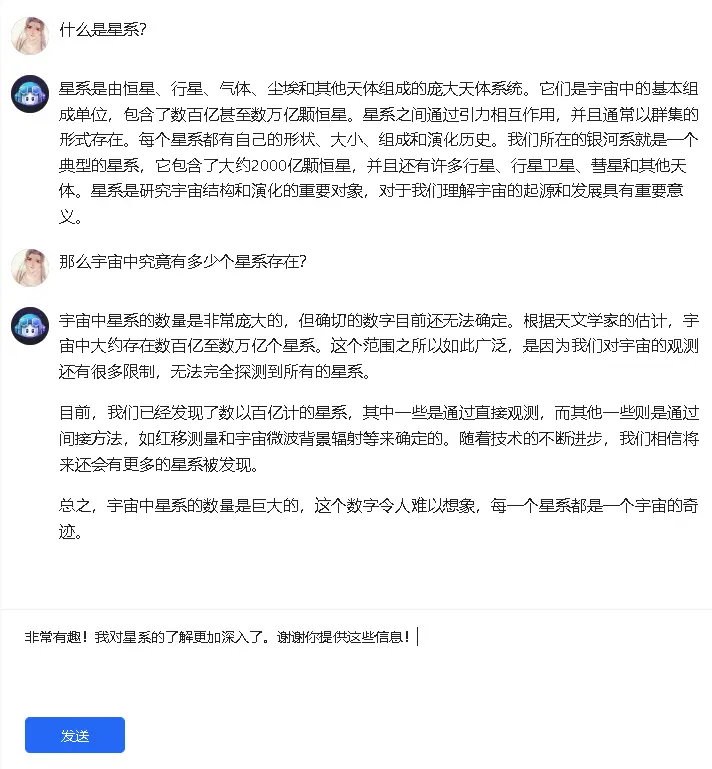 什么是星系?
星系是由恒星、行星、气体、尘埃和其他天体组成的庞大天体系统。它们是宇宙中的基本组
成单位，包含了数百亿甚至数万亿颗恒星。星系之间通过引力相互作用，并且通常以群集的
形式存在。每个星系都有自己的形状、大小、组成和演化历史。我们所在的银河系就是一个
典型的星系，它包含了大约2000亿颗恒星，并且还有许多行星、行星卫星、彗星和其他天
体。星系是研究宇宙结构和演化的重要对象，对于我们理解宇宙的起源和发展具有重要意
义。
那么宇宙中究竟有多少个星系存在?
宇宙中星系的数量是非常庞大的，但确切的数字目前还无法确定。根据天文学家的估计，宇
宙中大约存在数百亿至数万亿个星系。这个范围之所以如此广泛，是因为我们对宇宙的观测
还有很多限制，无法完全探测到所有的星系。
目前，我们已经发现了数以百亿计的星系，其中一些是通过直接观测，而其他一些则是通过
间接方法，如红移测量和宇宙微波背景辐射等来确定的。随着技术的不断进步，我们相信将
来还会有更多的星系被发现。
总之，宇宙中星系的数量是巨大的，这个数字令人难以想象，每一个星系都是一个宇宙的奇
迹。
非常有趣！我对星系的了解更加深入了。谢谢你提供这些信息！
发送